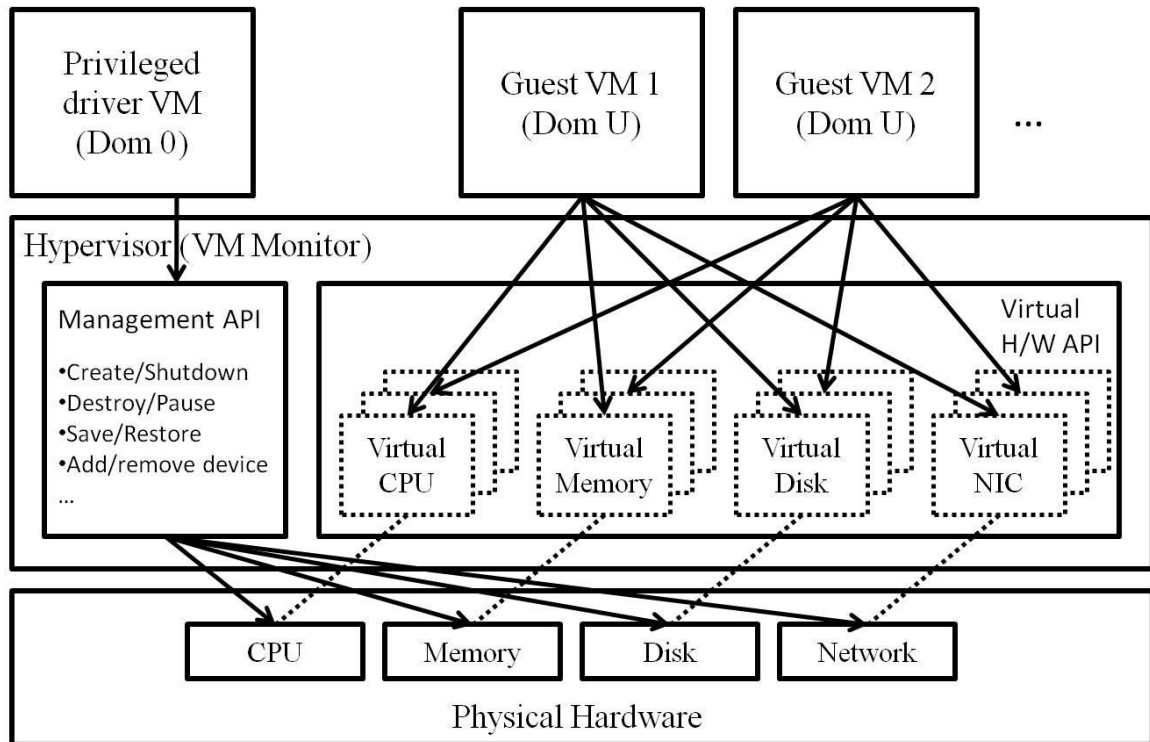 Privileged
driver VM
(Dom 0)
Guest VM 1
(Dom U)
Guest VM 2
(Dom U)
...
Hypervisor (VM Monitor)
Management API
•Create/Shutdown
•Destroy/Pause
•Save/Restore
•Add/remove device
...
Virtual
H/W API
Virtual
CPU
Virtual
Memory
Virtual
Disk
Virtual
NIC
CPU
Memory
Disk
Network
Physical Hardware